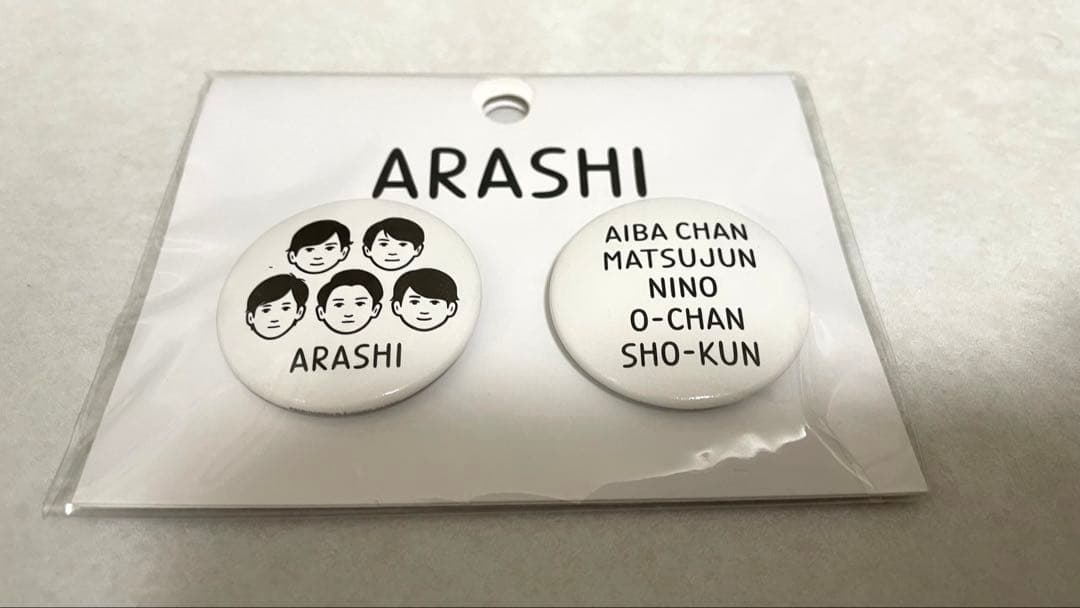 ARASHI
ARASHI
AIBA CHAN
MATSUJUN
NINO
O-CHAN
SHO-KUN